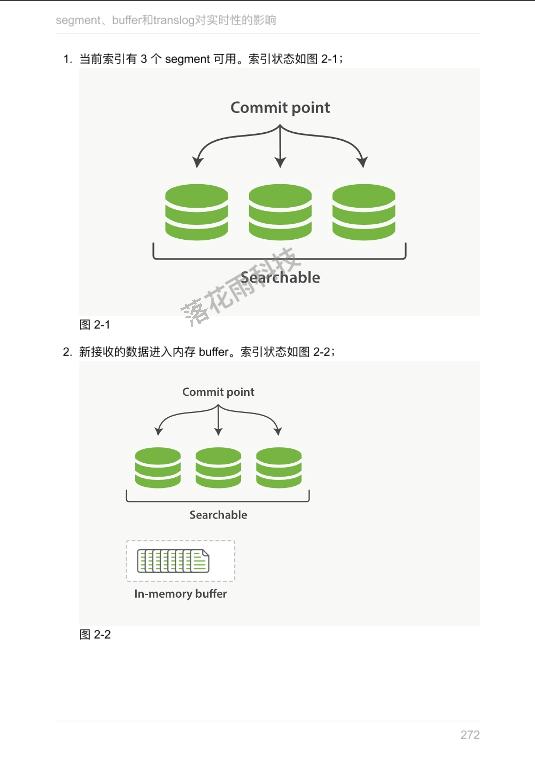 segment、buffer和translog对实时性的影响
1. 当前索引有 3 个 segment 可用。索引状态如图 2-1；
Commit point
Searchable
落花雨科技
图 2-1
2. 新接收的数据进入内存 buffer。索引状态如图 2-2；
Commit point
Searchable
In-memory buffer
图 2-2
272